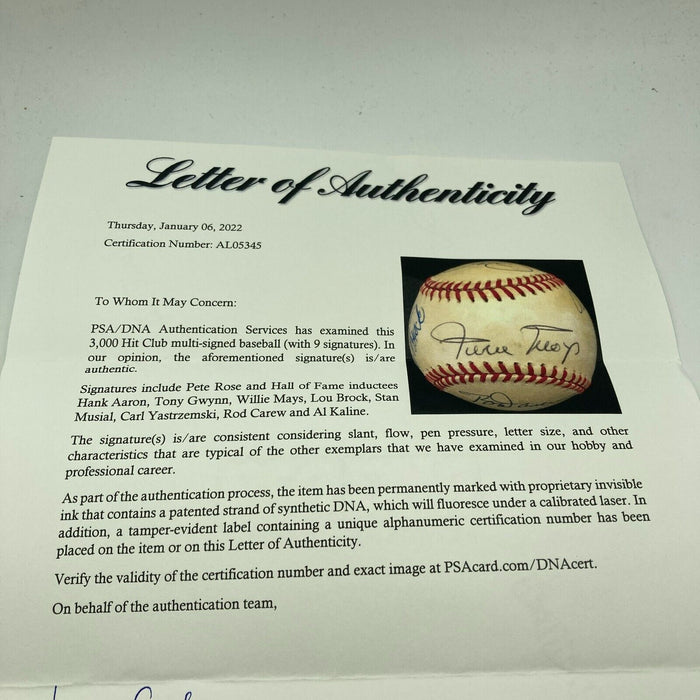 Letter of Authenticity
Thursday, January 06, 2022
Certification Number: AL05345
To Whom It May Concern:
PSA/DNA Authentication Services has examined this
3,000 Hit Club multi-signed baseball (with 9 signatures). In
our opinion, the aforementioned signature(s) is/are
authentic.
Signatures include Pete Rose and Hall of Fame inductees
Hank Aaron, Tony Gwynn, Willie Mays, Lou Brock, Stan
Musial, Carl Yastrzemski, Rod Carew and Al Kaline.
Willie Mays
The signature(s) is/are consistent considering slant, flow, pen pressure, letter size, and other
characteristics that are typical of the other exemplars that we have examined in our hobby and
professional career.
As part of the authentication process, the item has been permanently marked with proprietary invisible
ink that contains a patented strand of synthetic DNA, which will fluoresce under a calibrated laser. In
addition, a tamper-evident label containing a unique alphanumeric certification number has been
placed on the item or on this Letter of Authenticity.
Verify the validity of the certification number and exact image at PSAcard.com/DNAcert.
On behalf of the authentication team,